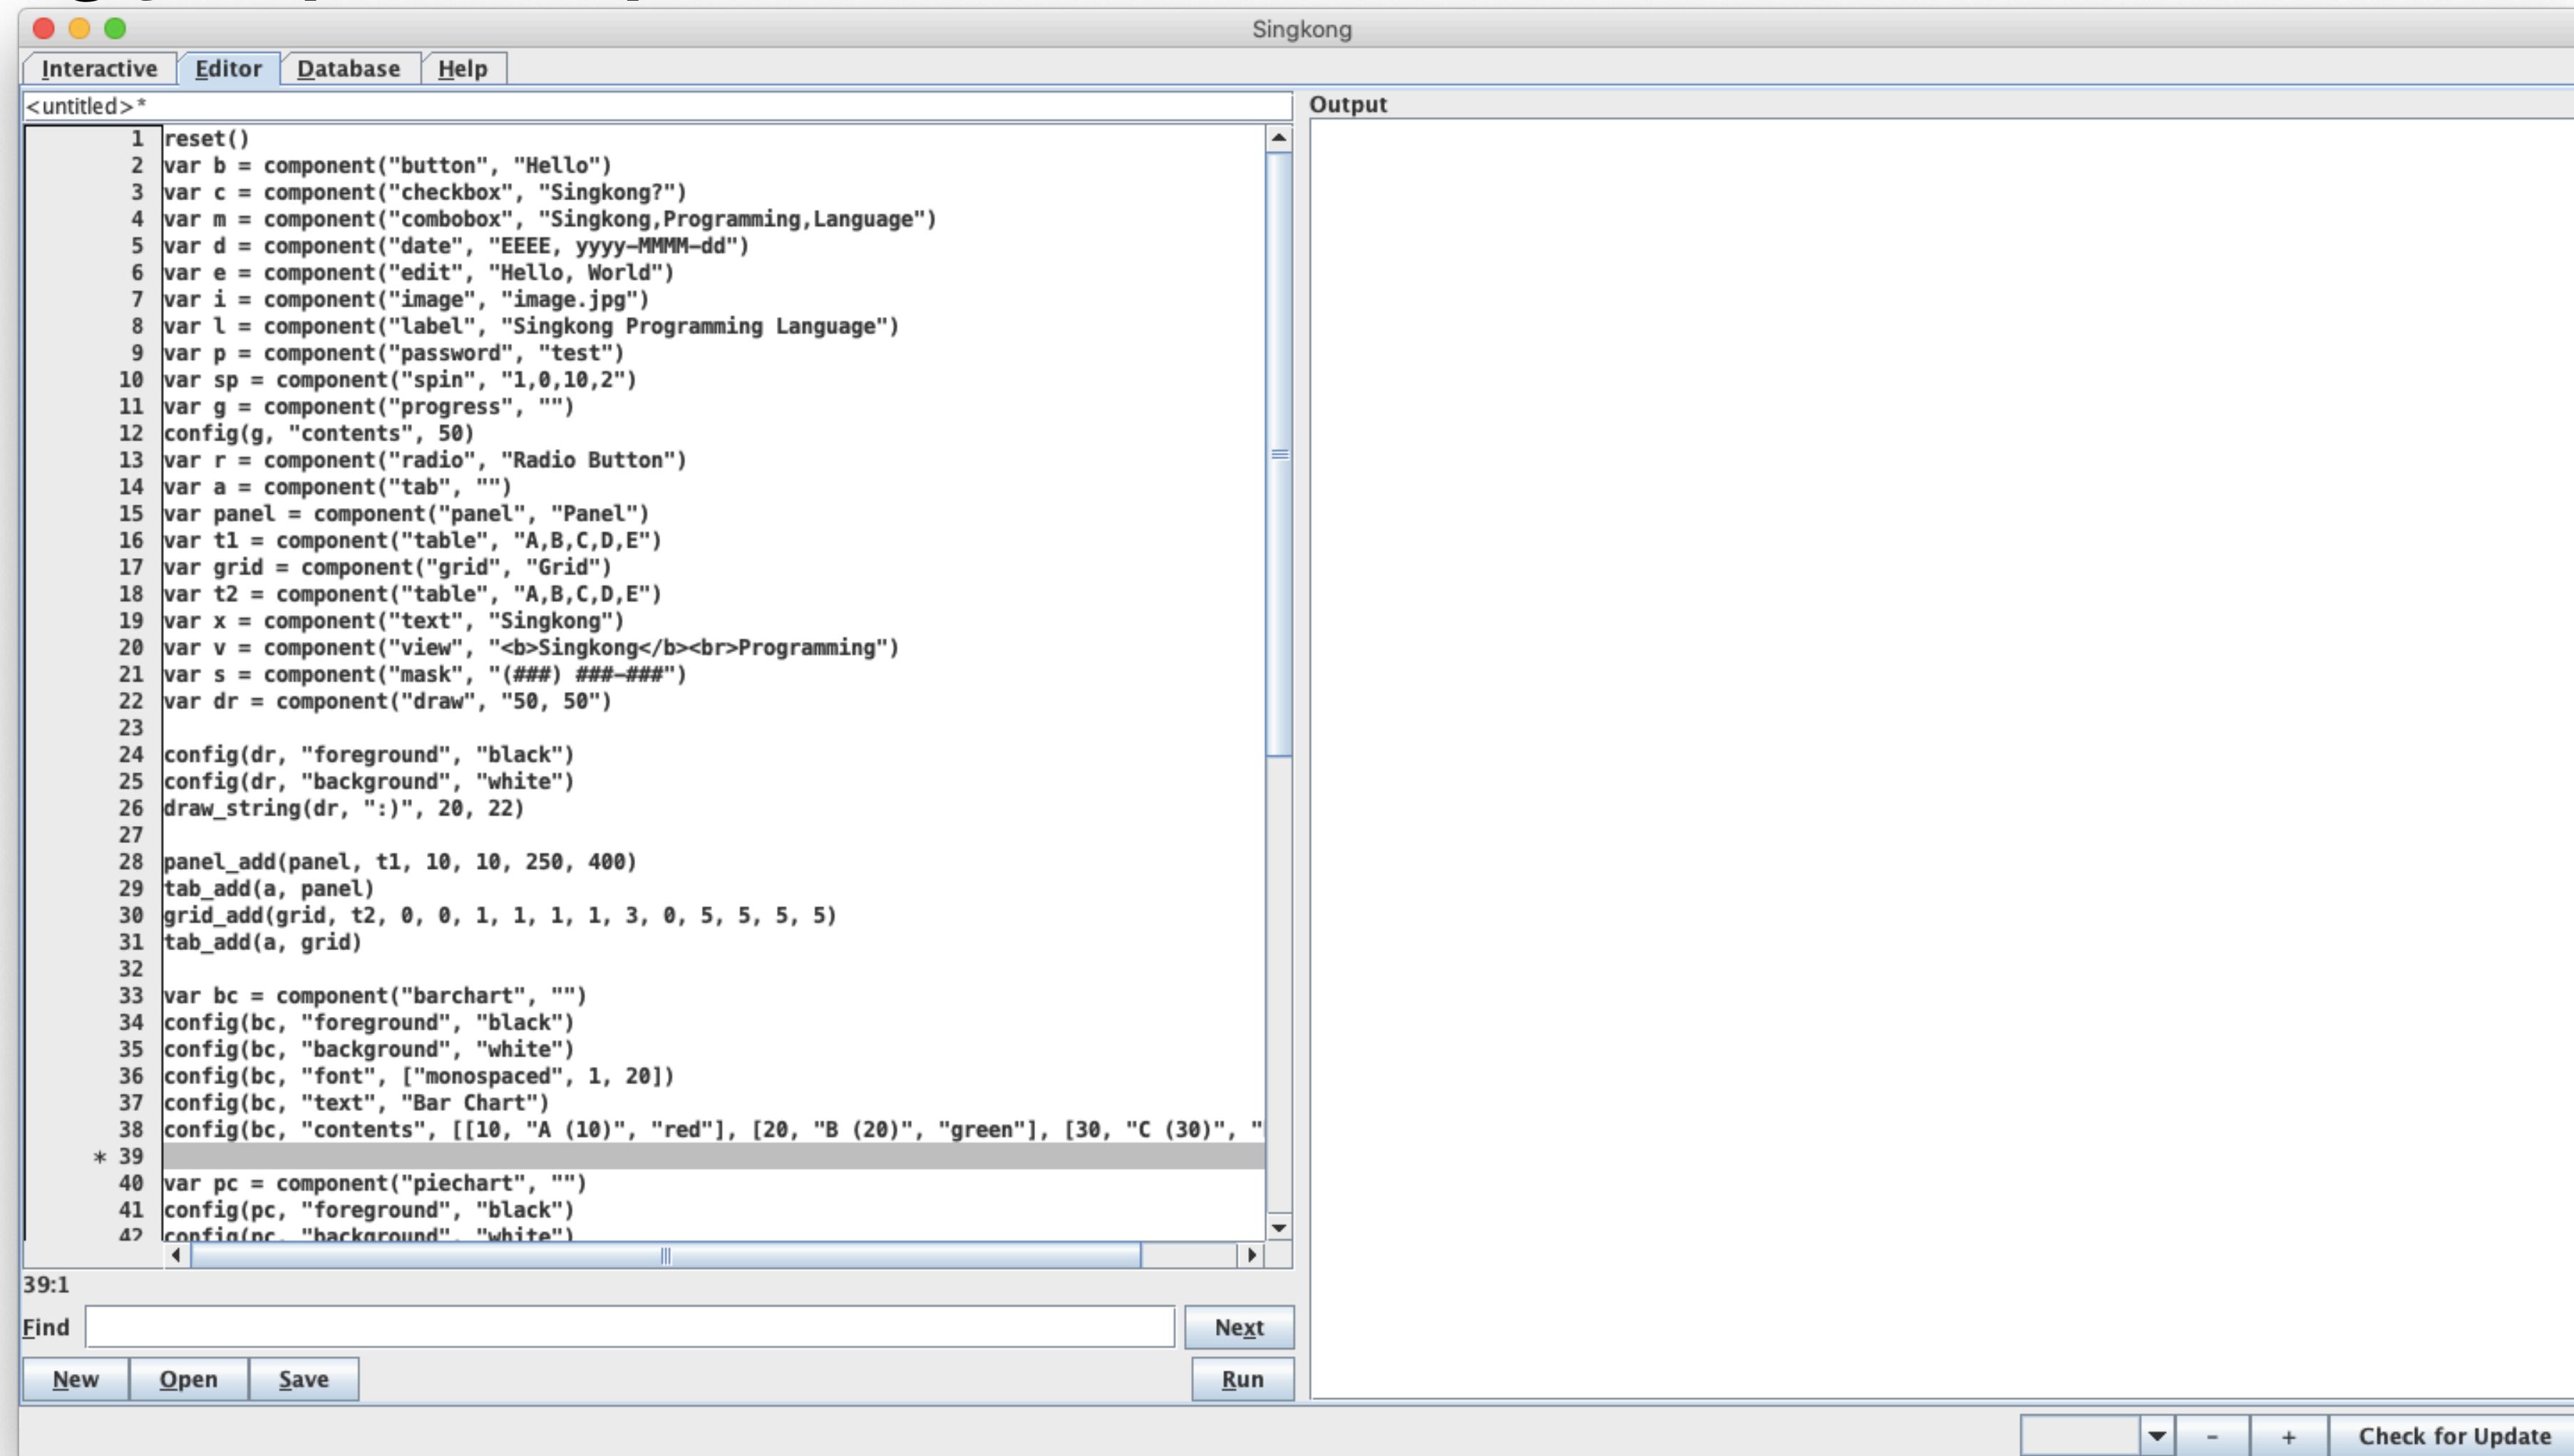 Singkong
Interactive Editor Database Help
<untitled>*
Output
1 reset()
2 var b = component("button", "Hello")
3 var c = component("checkbox", "Singkong?")
4 var m = component("combobox", "Singkong,Programming,Language")
5 var d = component("date", "EEEE, yyyy-MMMM-dd")
6 var e = component("edit", "Hello, World")
7 var i = component("image", "image.jpg")
8 var l = component("label", "Singkong Programming Language")
9 var p = component("password", "test")
10 var sp = component("spin", "1,0,10,2")
11 var g = component("progress", "")
12 config(g, "contents", 50)
13 var r = component("radio", "Radio Button")
14 var a = component("tab", "")
15 var panel = component("panel", "Panel")
16 var t1 = component("table", "A,B,C,D,E")
17 var grid = component("grid", "Grid")
18 var t2 = component("table", "A,B,C,D,E")
19 var x = component("text", "Singkong")
20 var v = component("view", "<b>Singkong</b><br>Programming")
21 var s = component("mask", "(###) ###-###")
22 var dr = component("draw", "50, 50")
23
24 config(dr, "foreground", "black")
25 config(dr, "background", "white")
26 draw_string(dr, ":)", 20, 22)
27
28 panel_add(panel, t1, 10, 10, 250, 400)
29 tab_add(a, panel)
30 grid_add(grid, t2, 0, 0, 1, 1, 1, 1, 3, 0, 5, 5, 5, 5)
31 tab_add(a, grid)
32
33 var bc = component("barchart", "")
34 config(bc, "foreground", "black")
35 config(bc, "background", "white")
36 config(bc, "font", ["monospaced", 1, 20])
37 config(bc, "text", "Bar Chart")
38 config(bc, "contents", [[10, "A (10)", "red"], [20, "B (20)", "green"], [30, "C (30)", "
* 39
40 var pc = component("piechart", "")
41 config(pc, "foreground", "black")
42 config(pc, "background", "white")
39:1
Find Next
New Open Save Run
- + Check for Update